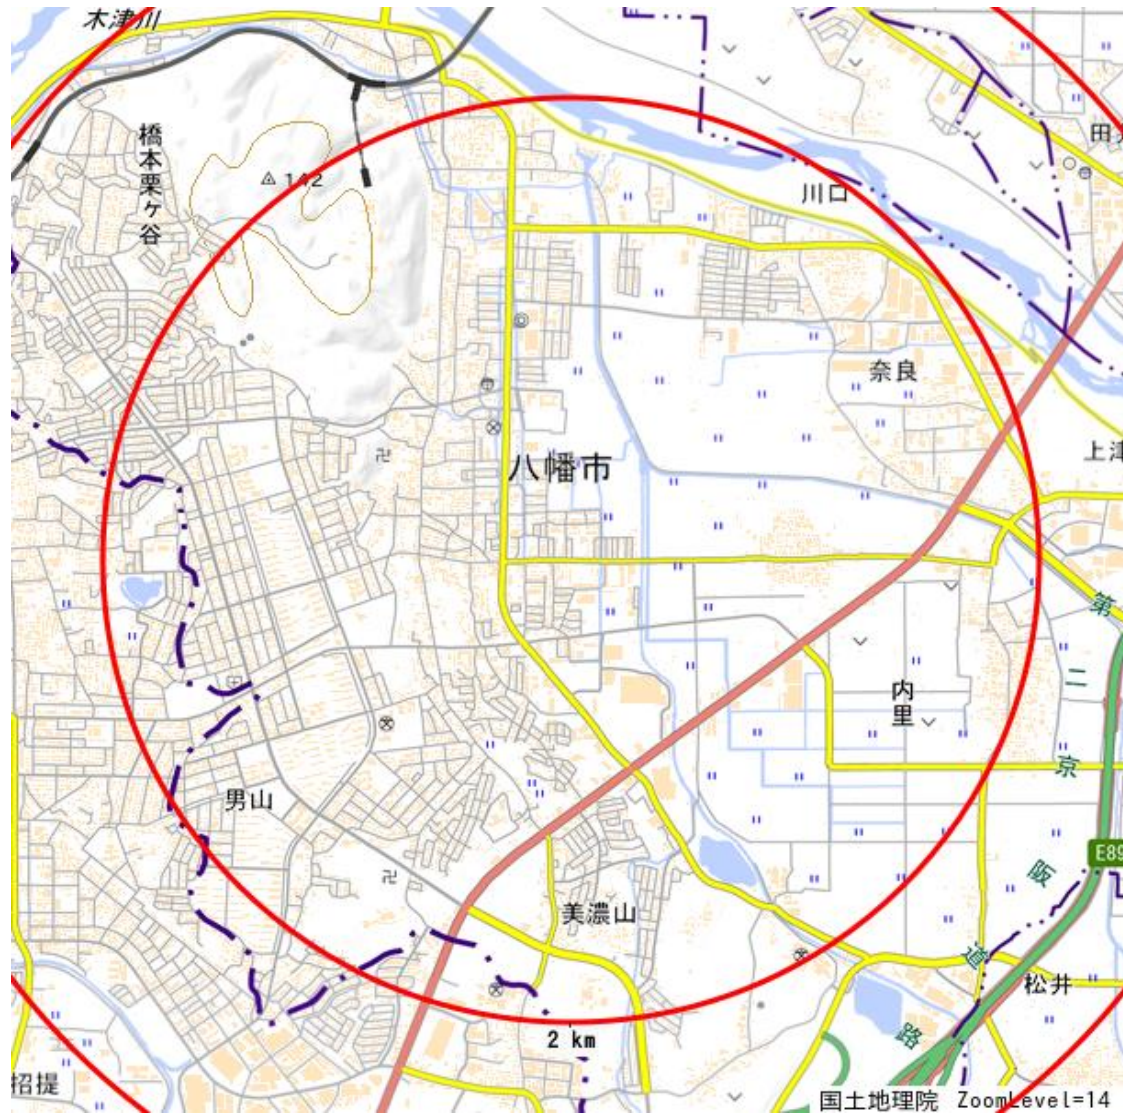 木津川
橋本栗ヶ谷
142
川口
奈良
八幡市
上津
第二京阪道路
内里
男山
E89
美濃山
松井
2 km
招提
国土地理院 ZoomLevel=14